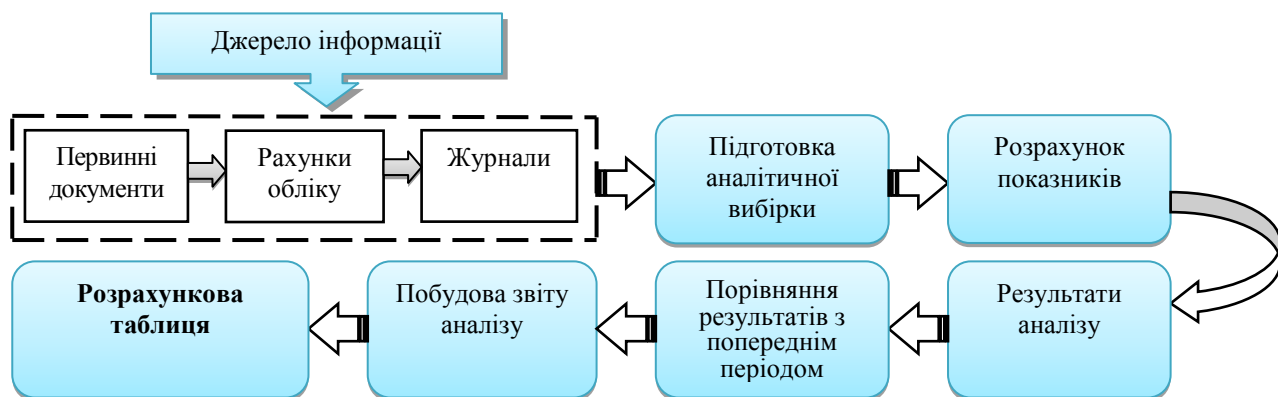 Джерело інформації
Первинні
документи
Рахунки
обліку
Журнали
Підготовка
аналітичної
вибірки
Розрахунок
показників
Результати
аналізу
Порівняння
результатів з
попереднім
періодом
Побудова звіту
аналізу
Розрахункова
таблиця